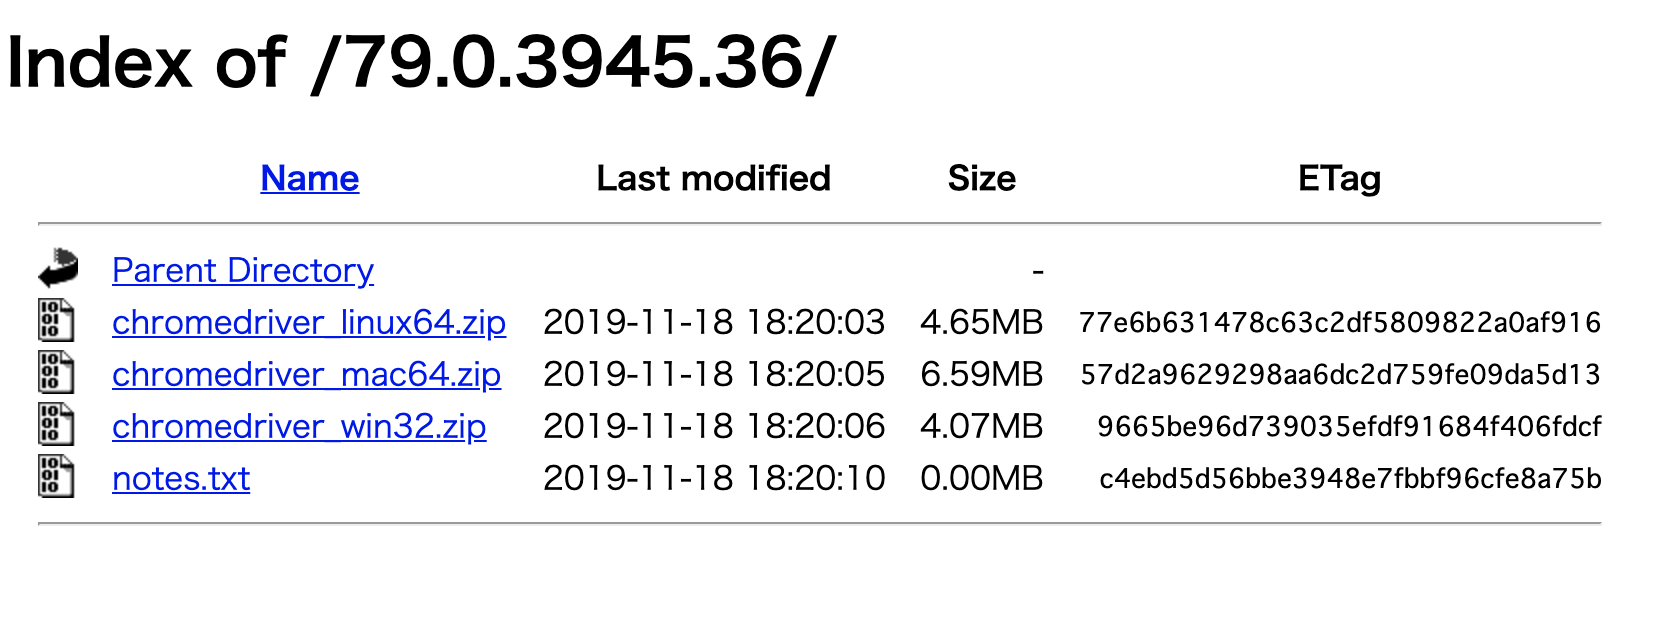 Index of /79.0.3945.36/
Name Last modified Size ETag
Parent Directory -
chromedriver_linux64.zip 2019-11-18 18:20:03 4.65MB 77e6b631478c63c2df5809822a0af916
chromedriver_mac64.zip 2019-11-18 18:20:05 6.59MB 57d2a9629298aa6dc2d759fe09da5d13
chromedriver_win32.zip 2019-11-18 18:20:06 4.07MB 9665be96d739035efdf91684f406fdcf
notes.txt 2019-11-18 18:20:10 0.00MB c4ebd5d56bbe3948e7fbbf96cfe8a75b